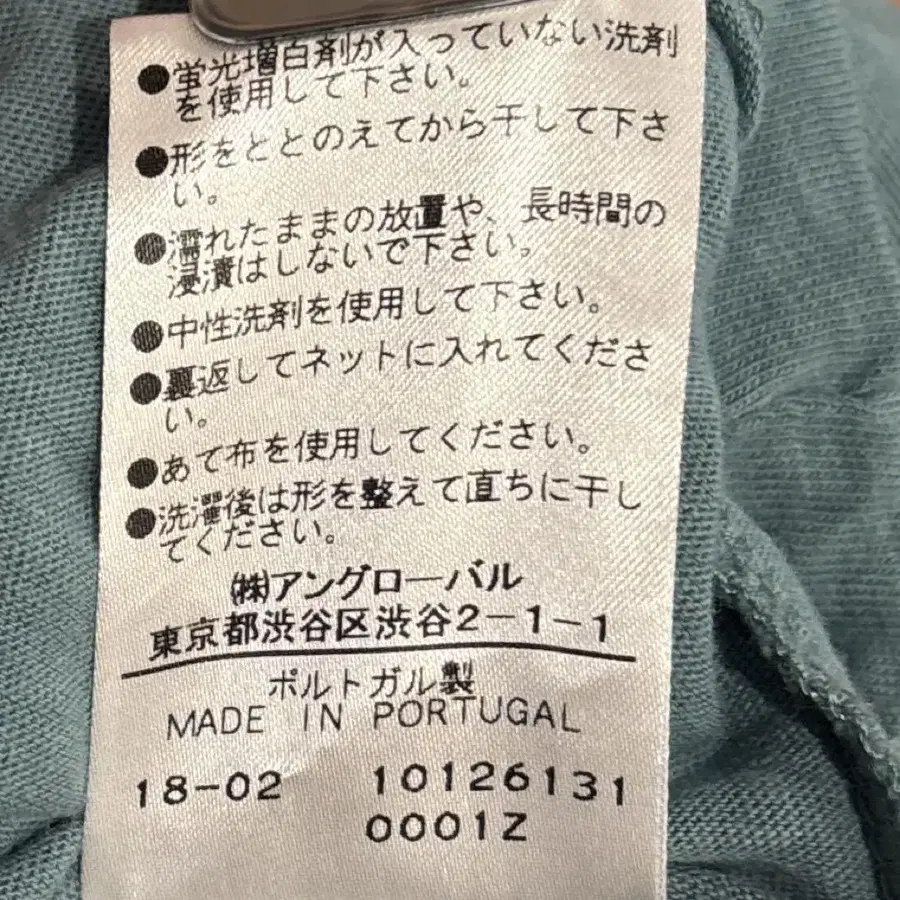 ●蛍光増白剤が入っていない洗剤
を使用して下さい。
●形をととのえてから干して下さ
い。
●濡れたままの放置や、長時間の
浸漬はしないで下さい。
●中性洗剤を使用して下さい。
●裏返してネットに入れてくださ
い。
●あて布を使用してください。
●洗濯後は形を整えて直ちに干し
てください。
㈱アングローバル
東京都渋谷区渋谷2-1-1
ポルトガル製
MADE IN PORTUGAL
18-02 10126131
0001Z